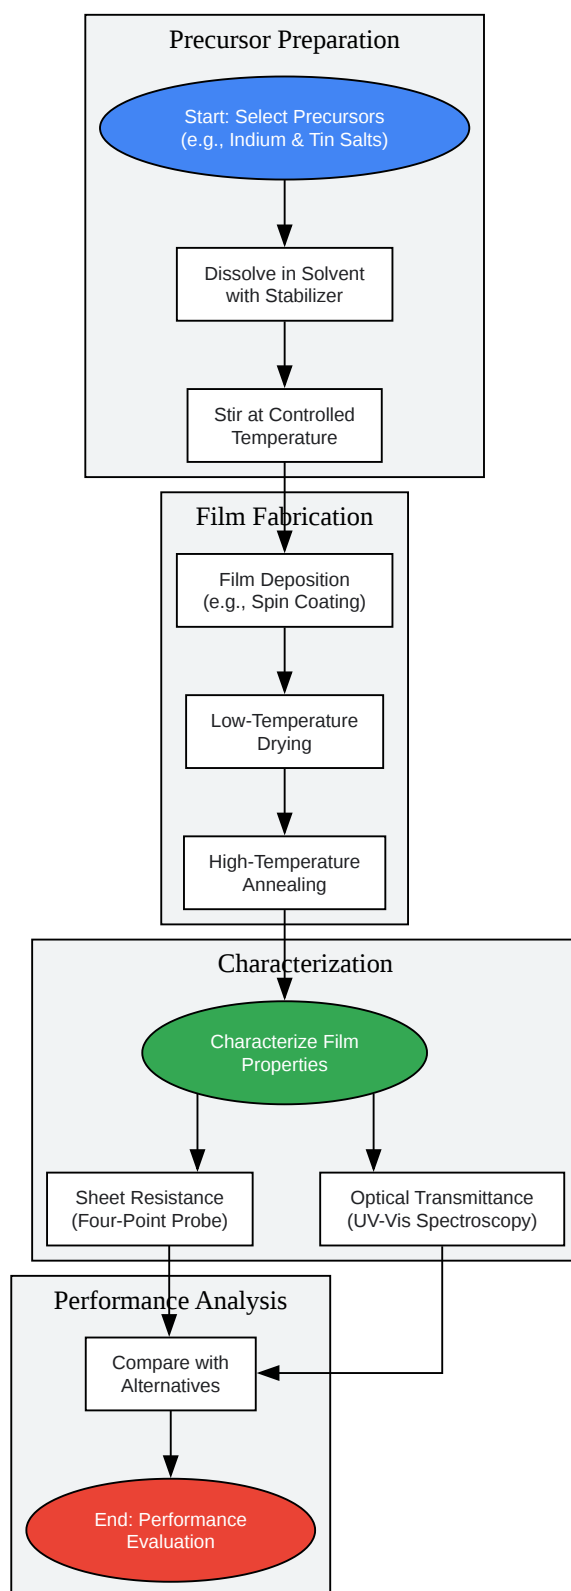 Precursor Preparation
Start: Select Precursors
(e.g., Indium & Tin Salts)
Dissolve in Solvent
with Stabilizer
Stir at Controlled
Temperature
Film Fabrication
Film Deposition
(e.g., Spin Coating)
Low-Temperature
Drying
High-Temperature
Annealing
Characterization
Characterize Film
Properties
Sheet Resistance
(Four-Point Probe)
Optical Transmittance
(UV-Vis Spectroscopy)
Performance Analysis
Compare with
Alternatives
End: Performance
Evaluation